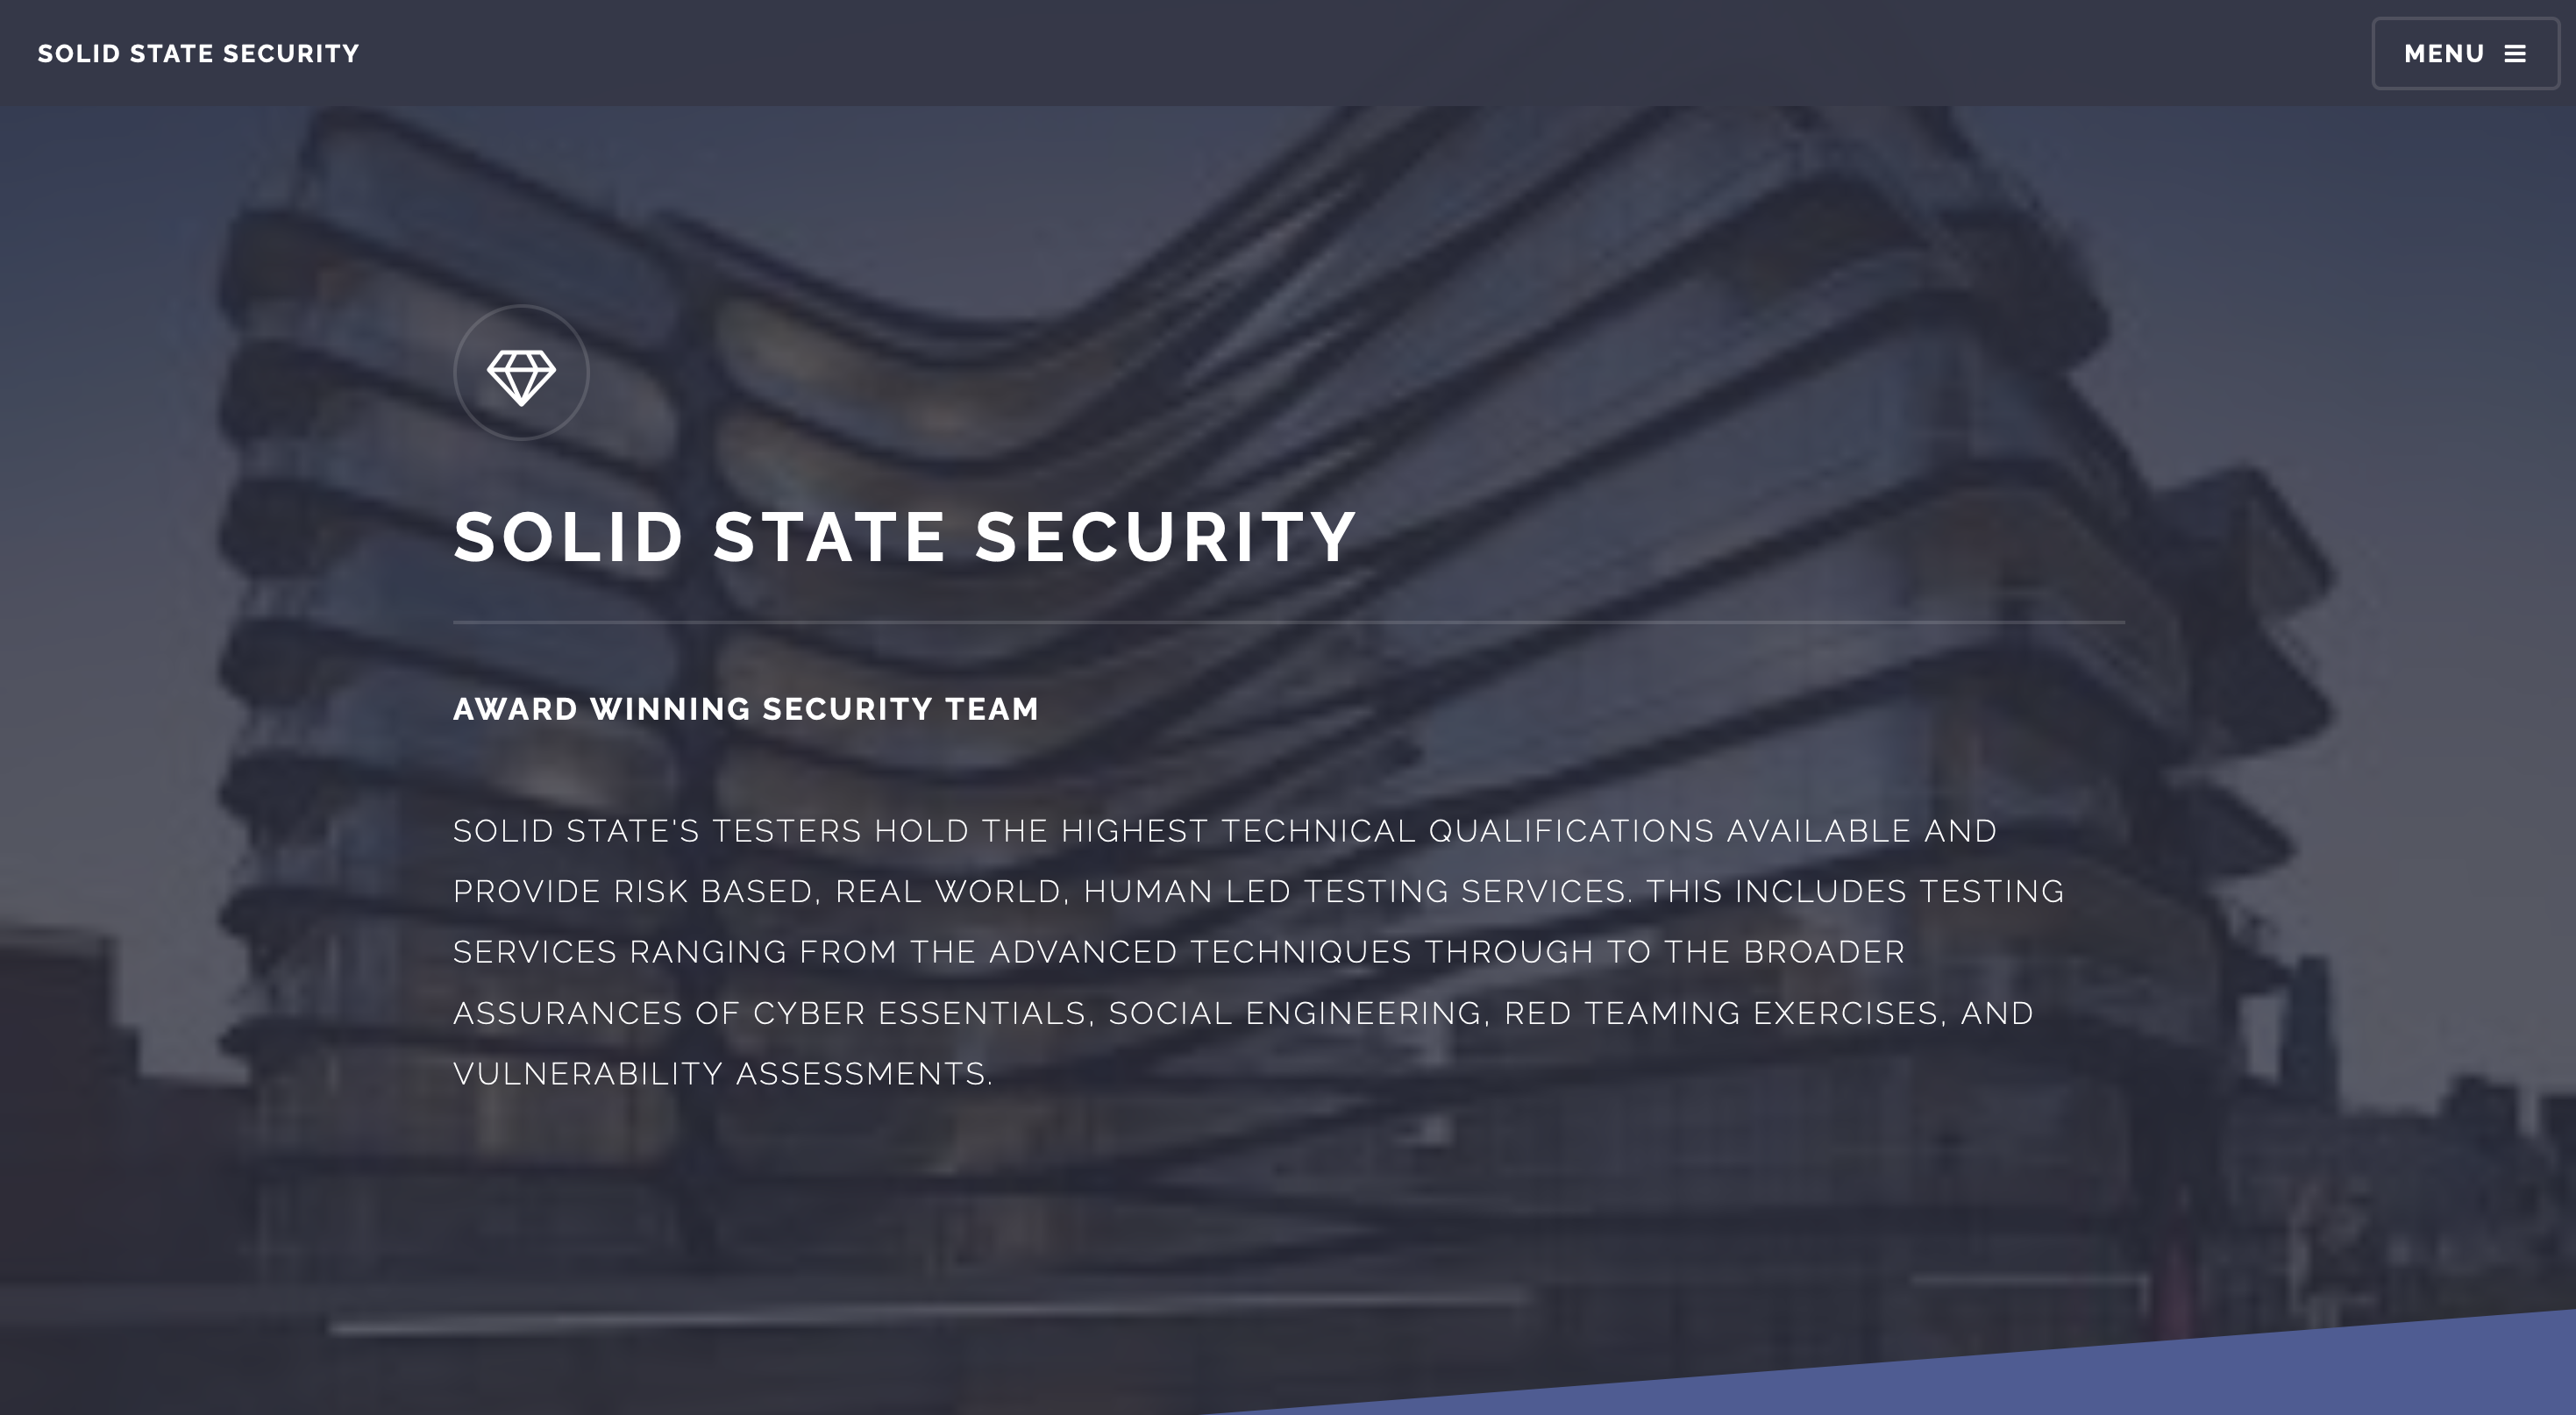 SOLID STATE SECURITY
MENU
SOLID STATE SECURITY
AWARD WINNING SECURITY TEAM
SOLID STATE'S TESTERS HOLD THE HIGHEST TECHNICAL QUALIFICATIONS AVAILABLE AND
PROVIDE RISK BASED, REAL WORLD, HUMAN LED TESTING SERVICES. THIS INCLUDES TESTING
SERVICES RANGING FROM THE ADVANCED TECHNIQUES THROUGH TO THE BROADER
ASSURANCES OF CYBER ESSENTIALS, SOCIAL ENGINEERING, RED TEAMING EXERCISES, AND
VULNERABILITY ASSESSMENTS.